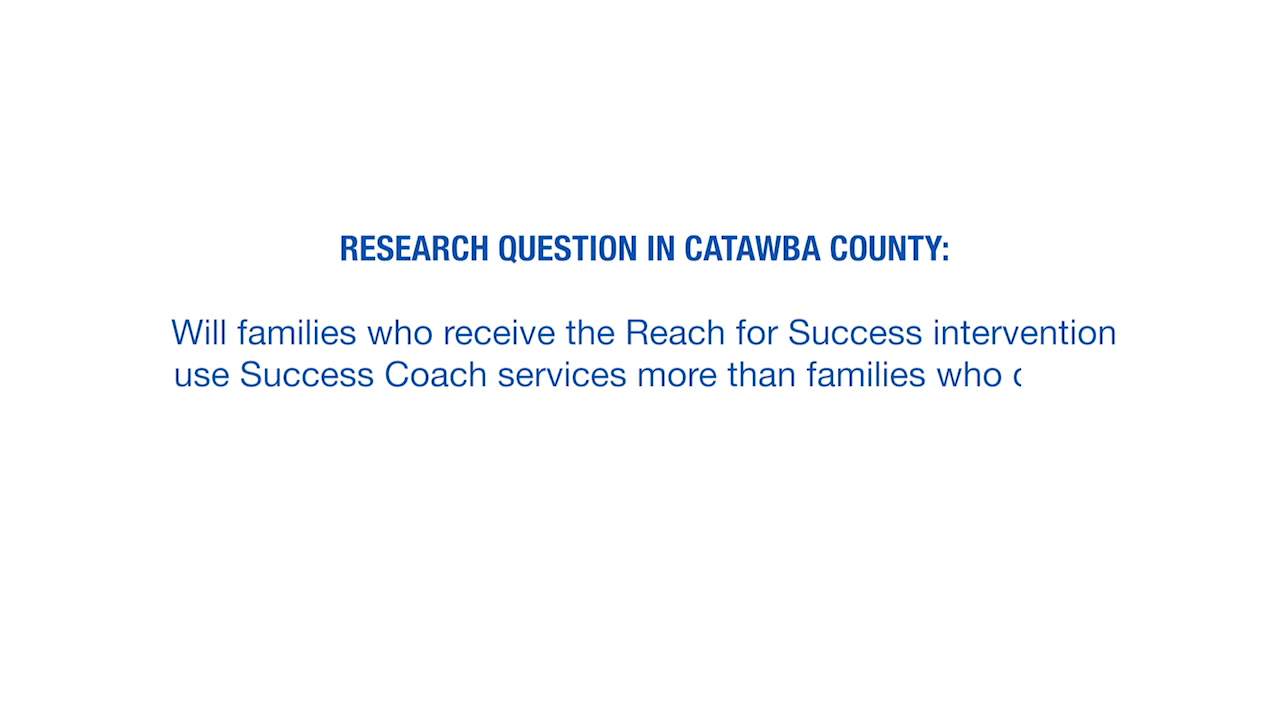 RESEARCH QUESTION IN CATAWBA COUNTY:
Will families who receive the Reach for Success intervention
use Success Coach services more than families who